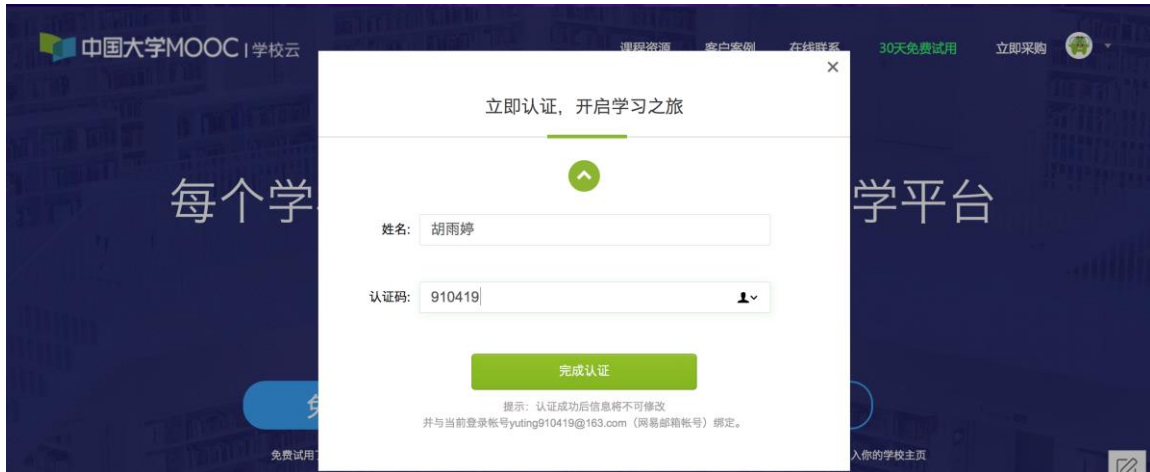 中国大学MOOC | 学校云
课程资源 客户案例 在线联系 30天免费试用 立即采购
×
立即认证，开启学习之旅
每个学 学平台
姓名: 胡雨婷
认证码: 910419
完成认证
提示：认证成功后信息将不可修改
并与当前登录帐号yuting910419@163.com（网易邮箱帐号）绑定。
免费试用 入你的学校主页